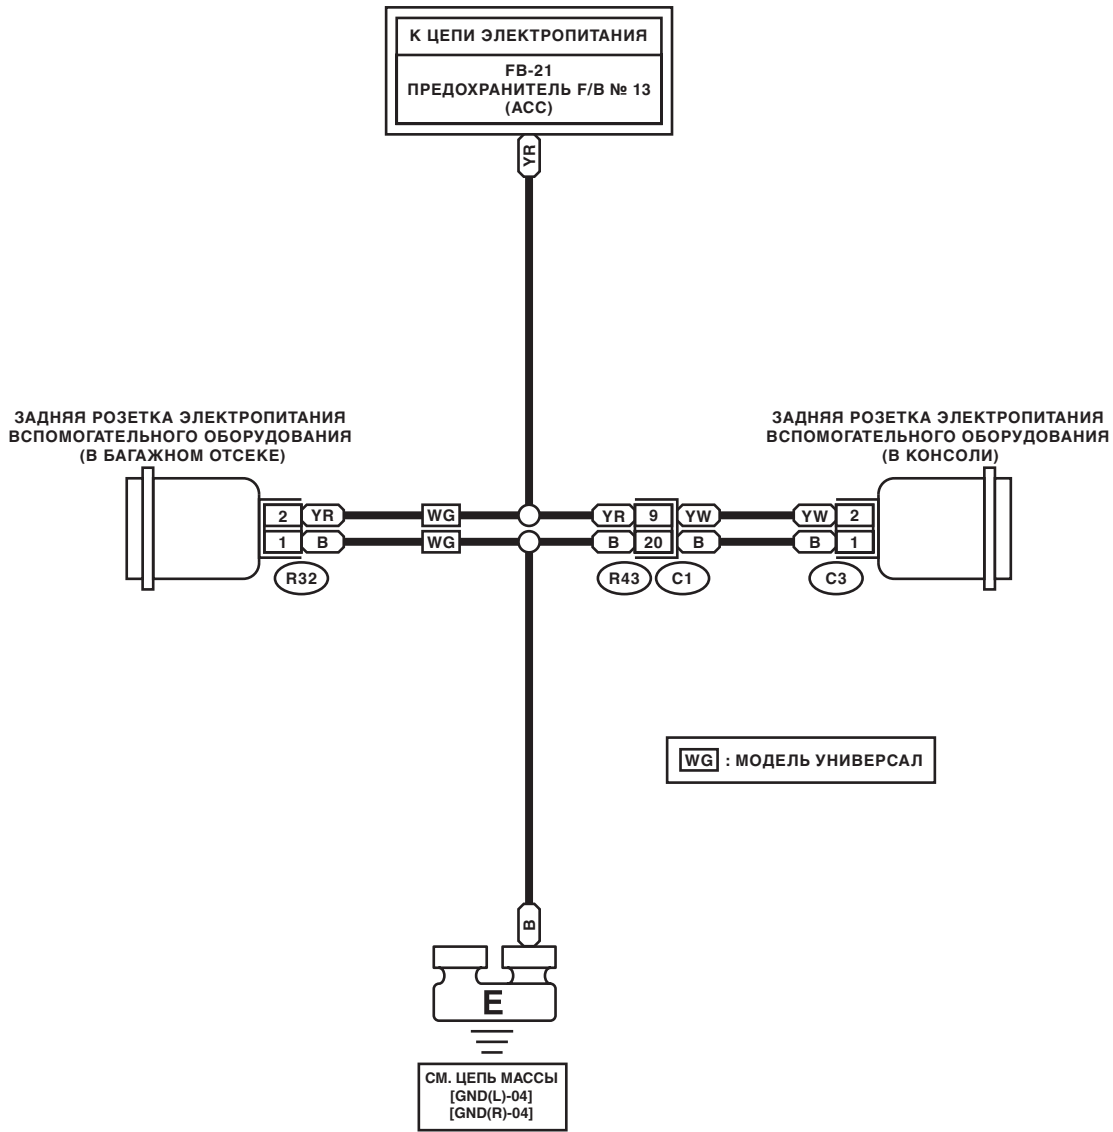 К ЦЕПИ ЭЛЕКТРОПИТАНИЯ
FB-21
ПРЕДОХРАНИТЕЛЬ F/B № 13
(ACC)
YR
ЗАДНЯЯ РОЗЕТКА ЭЛЕКТРОПИТАНИЯ
ВСПОМОГАТЕЛЬНОГО ОБОРУДОВАНИЯ
(В БАГАЖНОМ ОТСЕКЕ)
ЗАДНЯЯ РОЗЕТКА ЭЛЕКТРОПИТАНИЯ
ВСПОМОГАТЕЛЬНОГО ОБОРУДОВАНИЯ
(В КОНСОЛИ)
2 YR WG YR 9 YW YW 2
1 B WG B 20 B B 1
R32 R43 C1 C3
WG : МОДЕЛЬ УНИВЕРСАЛ
B
E
СМ. ЦЕПЬ МАССЫ
[GND(L)-04]
[GND(R)-04]